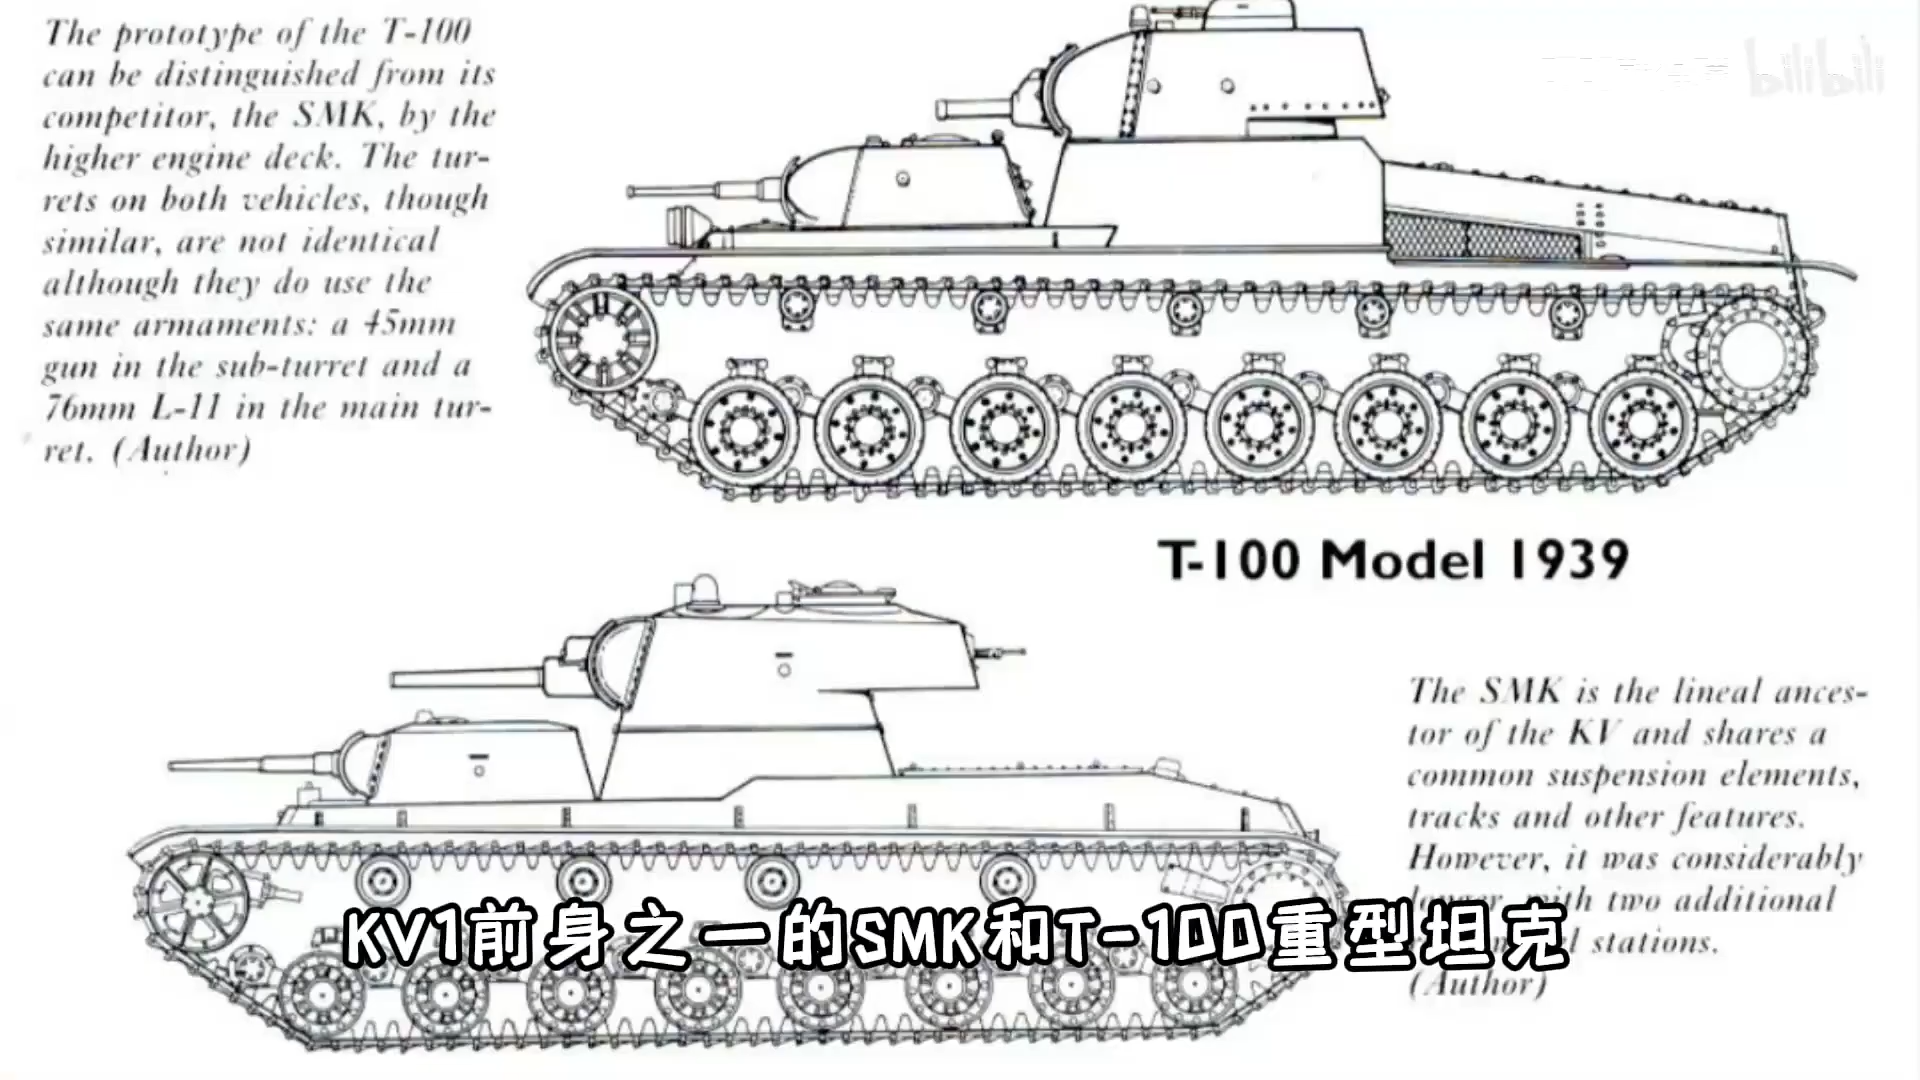 The prototype of the T-100
can be distinguished from its
competitor, the SMK, by the
higher engine deck. The tur-
rets on both vehicles, though
similar, are not identical
although they do use the
same armaments: a 45mm
gun in the sub-turret and a
76mm L-11 in the main tur-
ret. (Author)
bilibili
T-100 Model 1939
The SMK is the lineal ances-
tor of the KV and shares a
common suspension elements,
tracks and other features.
However, it was considerably
with two additional
stations.
(Author)
KV1前身之一的SMK和T-100重型坦克